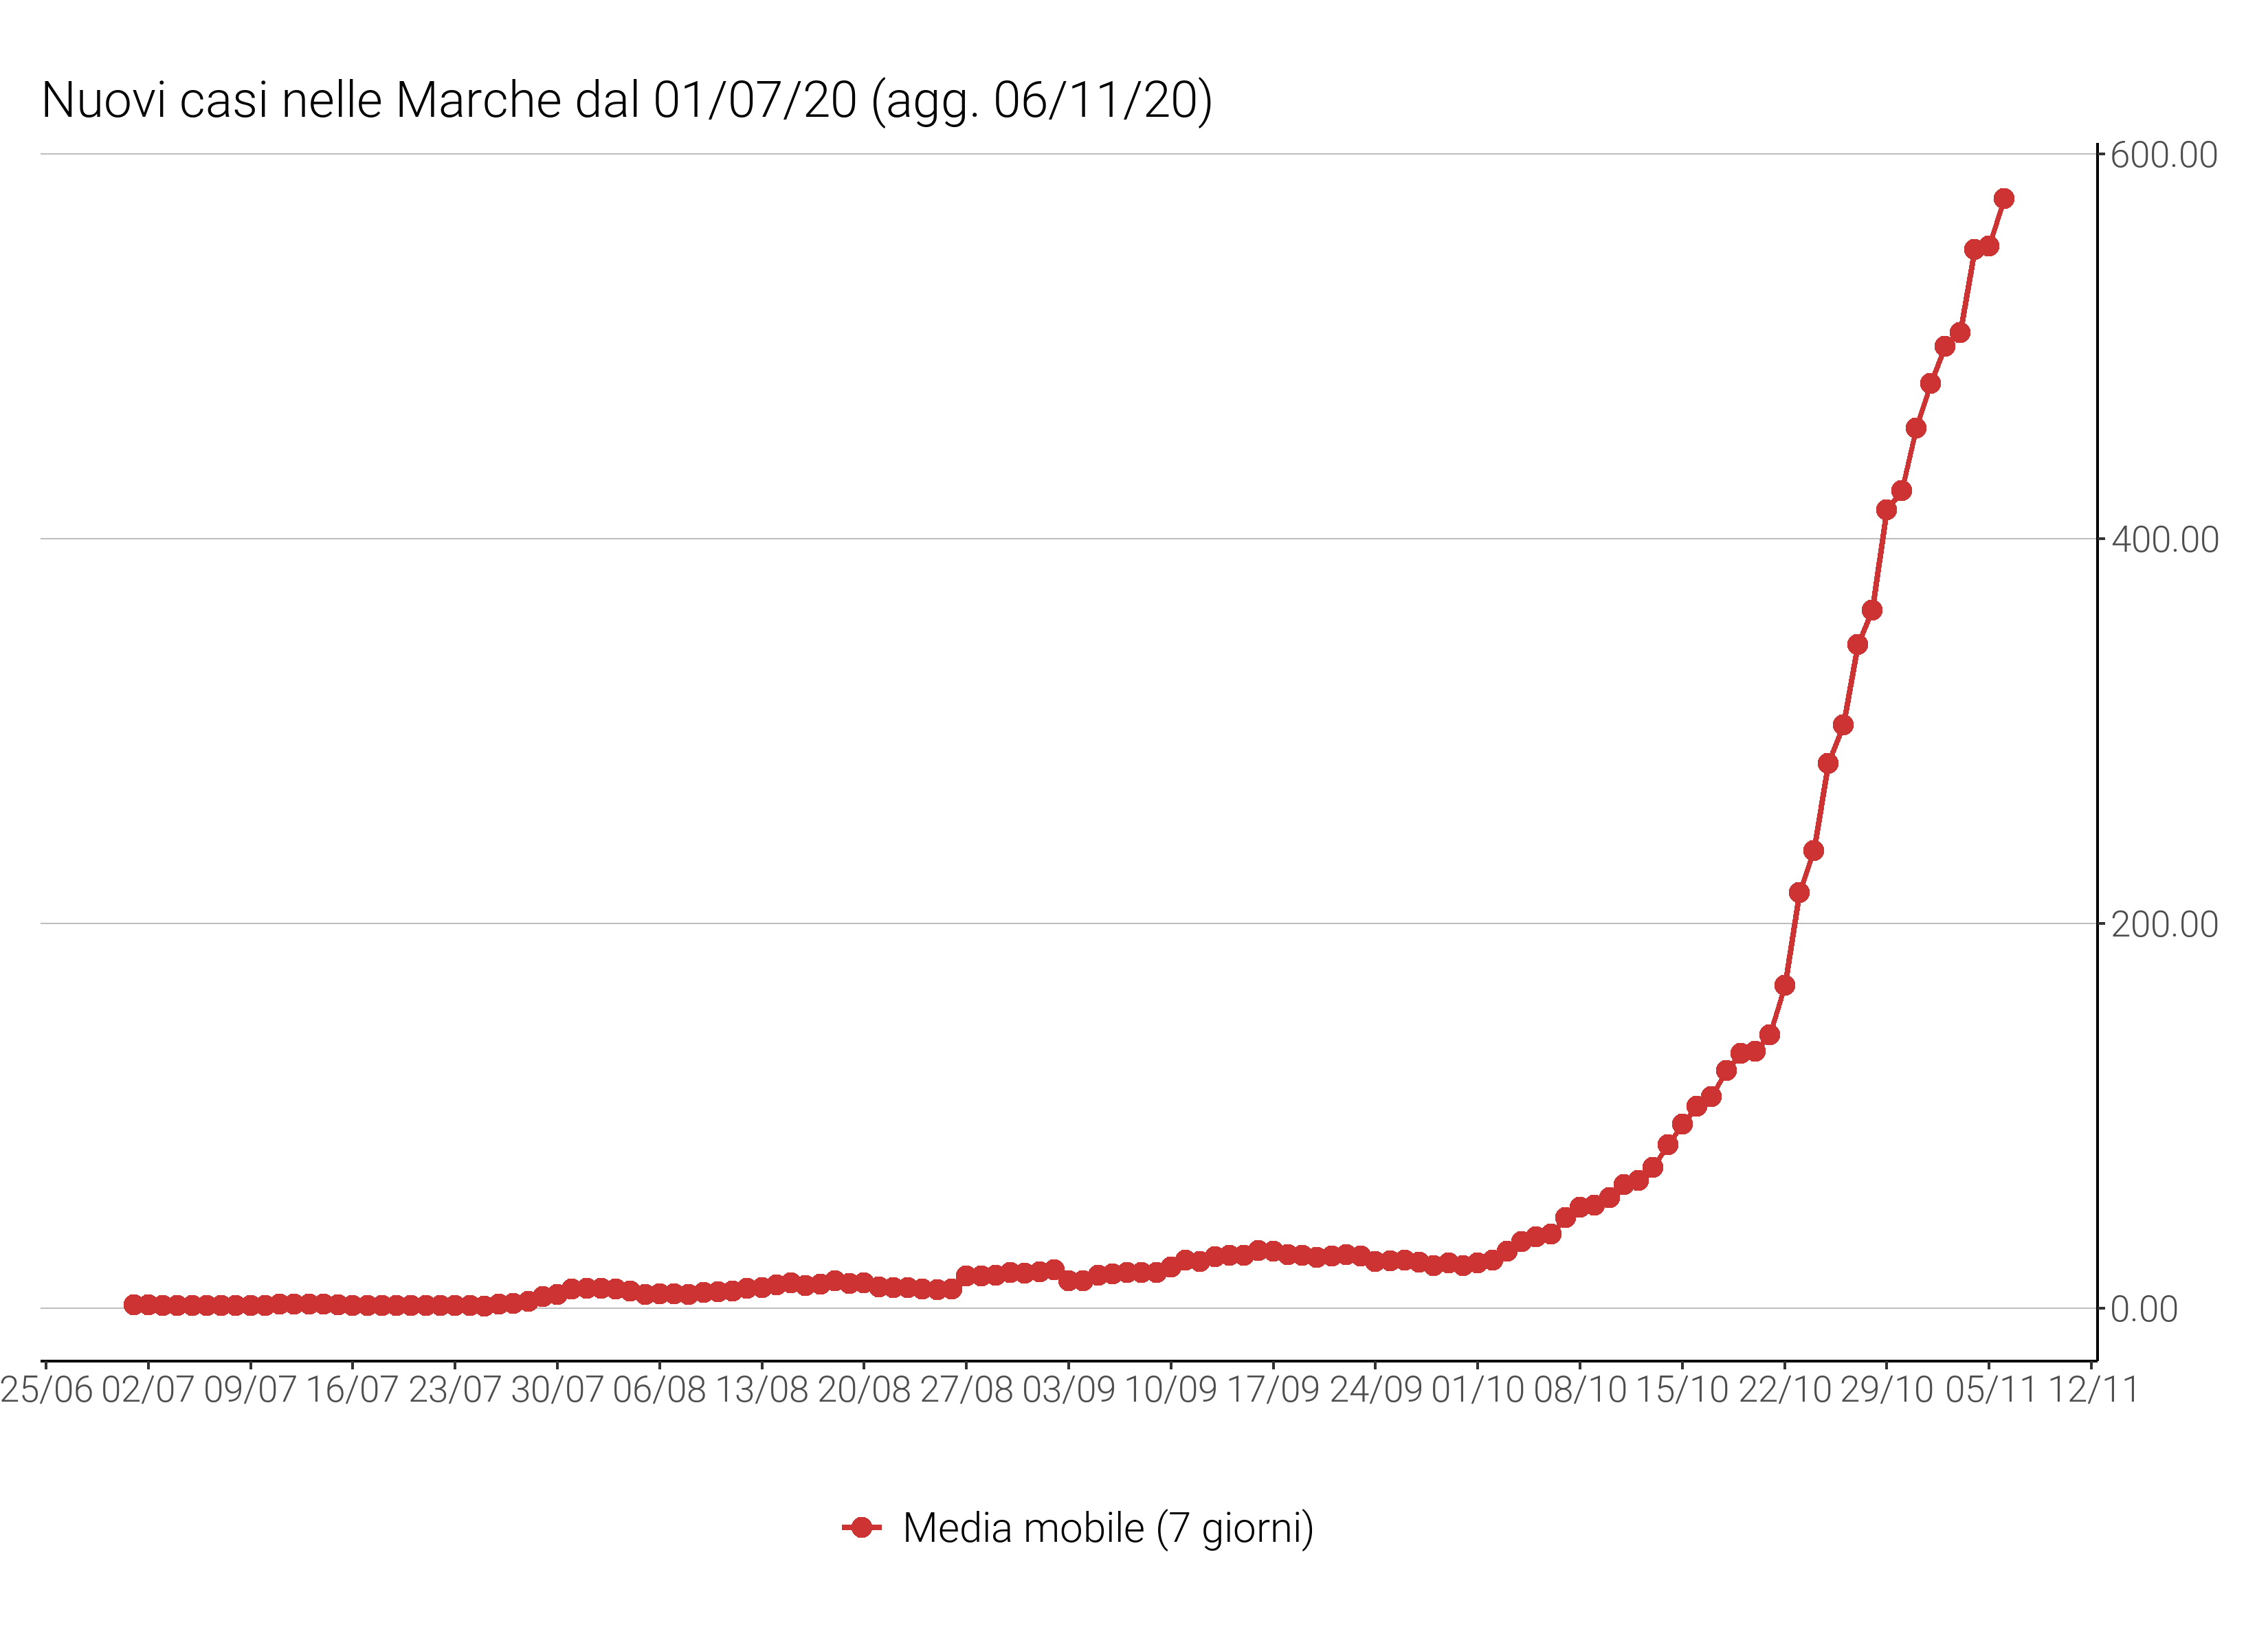 Nuovi casi nelle Marche dal 01/07/20 (agg. 06/11/20)
600.00
400.00
200.00
0.00
25/06 02/07 09/07 16/07 23/07 30/07 06/08 13/08 20/08 27/08 03/09 10/09 17/09 24/09 01/10 08/10 15/10 22/10 29/10 05/11 12/11
Media mobile (7 giorni)